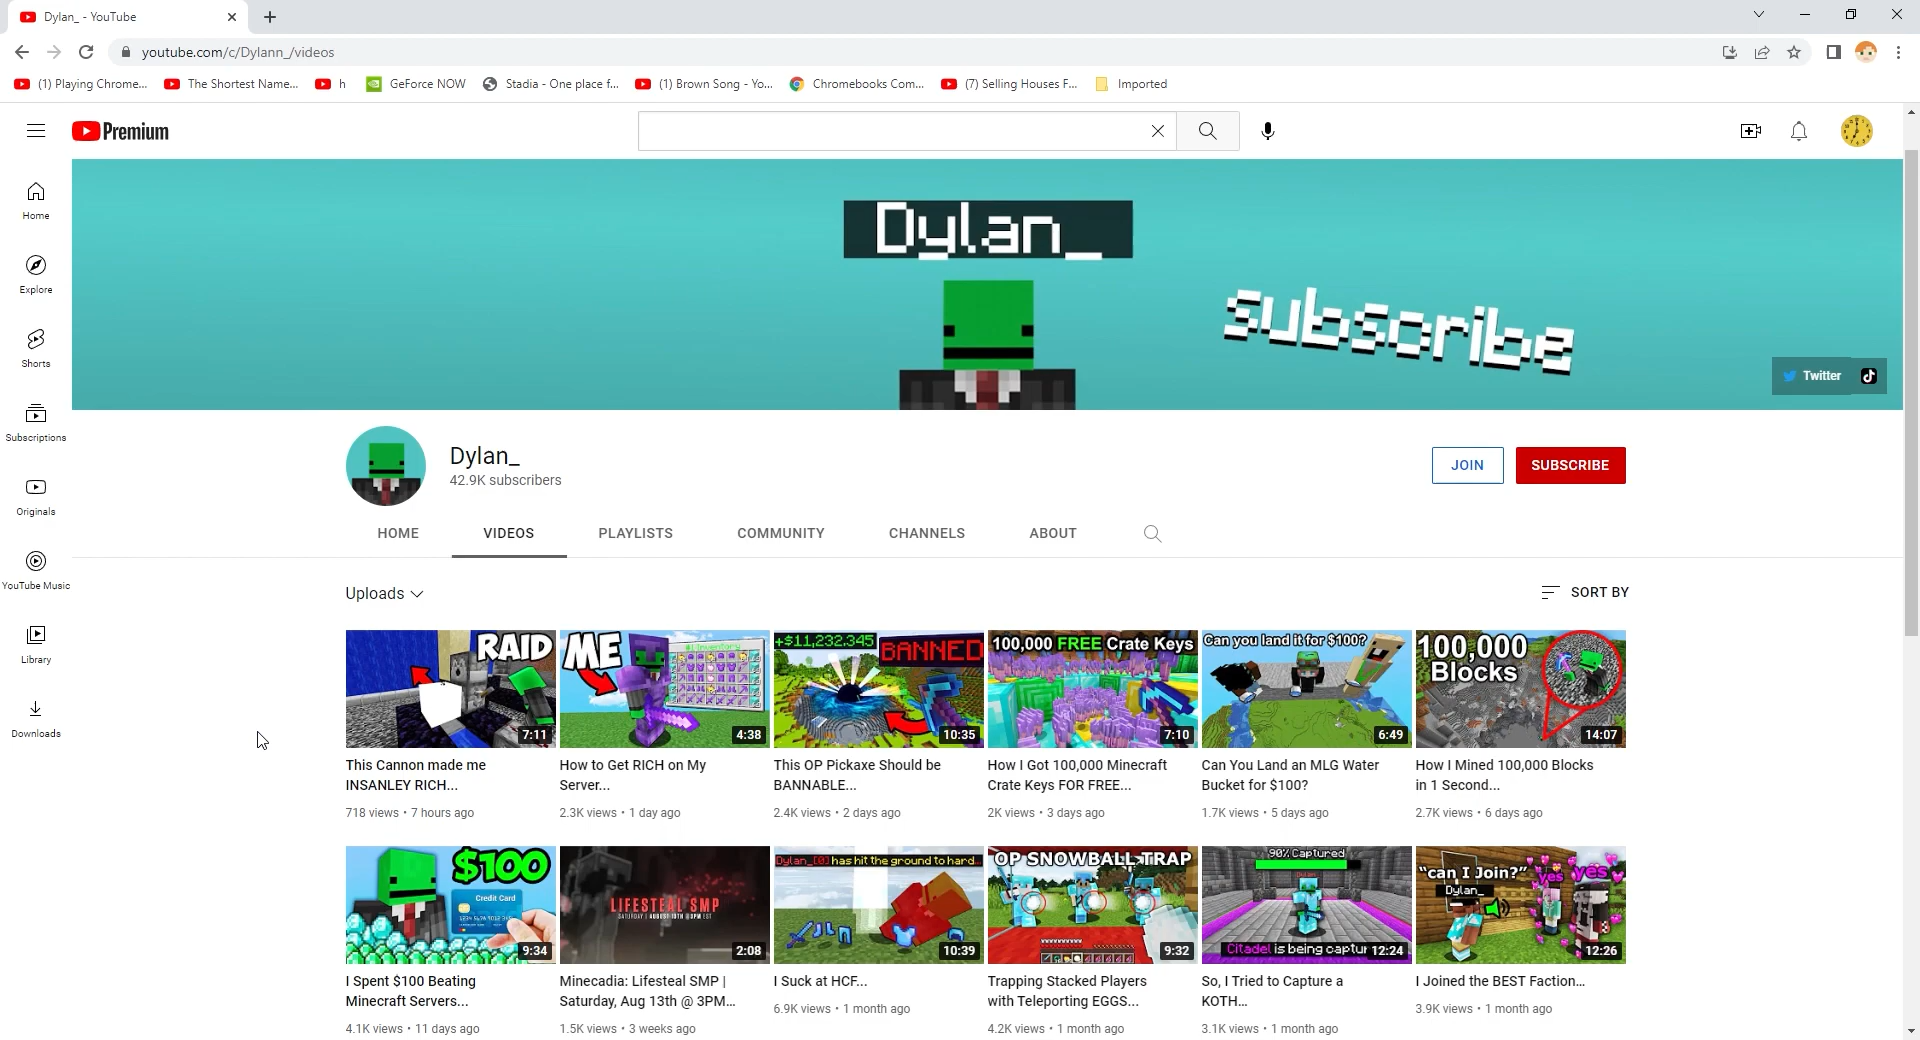 Dylan_ - YouTube
youtube.com/c/Dylann_/videos
(1) Playing Chrome...
The Shortest Name...
h
GeForce NOW
Stadia - One place f...
(1) Brown Song - Yo...
Chromebooks Com...
(7) Selling Houses F...
Imported
Premium
Home
Explore
Shorts
Subscriptions
Originals
YouTube Music
Library
Downloads
Dylan_
subscribe
Twitter
Dylan_
42.9K subscribers
JOIN
SUBSCRIBE
HOME
VIDEOS
PLAYLISTS
COMMUNITY
CHANNELS
ABOUT
Uploads
SORT BY
RAID
7:11
This Cannon made me
INSANLEY RICH...
718 views • 7 hours ago
ME
4:38
How to Get RICH on My
Server...
2.3K views • 1 day ago
+$11,232.345
BANNED
10:35
This OP Pickaxe Should be
BANNABLE...
2.4K views • 2 days ago
100,000 FREE Crate Keys
7:10
How I Got 100,000 Minecraft
Crate Keys FOR FREE...
2K views • 3 days ago
Can you land it for $100?
6:49
Can You Land an MLG Water
Bucket for $100?
1.7K views • 5 days ago
100,000
Blocks
14:07
How I Mined 100,000 Blocks
in 1 Second...
2.7K views • 6 days ago
$100
Credit Card
9:34
I Spent $100 Beating
Minecraft Servers...
4.1K views • 11 days ago
LIFESTEAL SMP
2:08
Minecadia: Lifesteal SMP |
Saturday, Aug 13th @ 3PM...
1.5K views • 3 weeks ago
Dylan_[0] has hit the ground to hard
10:39
I Suck at HCF...
6.9K views • 1 month ago
OP SNOWBALL TRAP
9:32
Trapping Stacked Players
with Teleporting EGGS...
4.2K views • 1 month ago
90% Captured
Citadel is being captur
12:24
So, I Tried to Capture a
KOTH...
3.1K views • 1 month ago
"can I Join?"
Dylan_
yes
yes
12:26
I Joined the BEST Faction...
3.9K views • 1 month ago